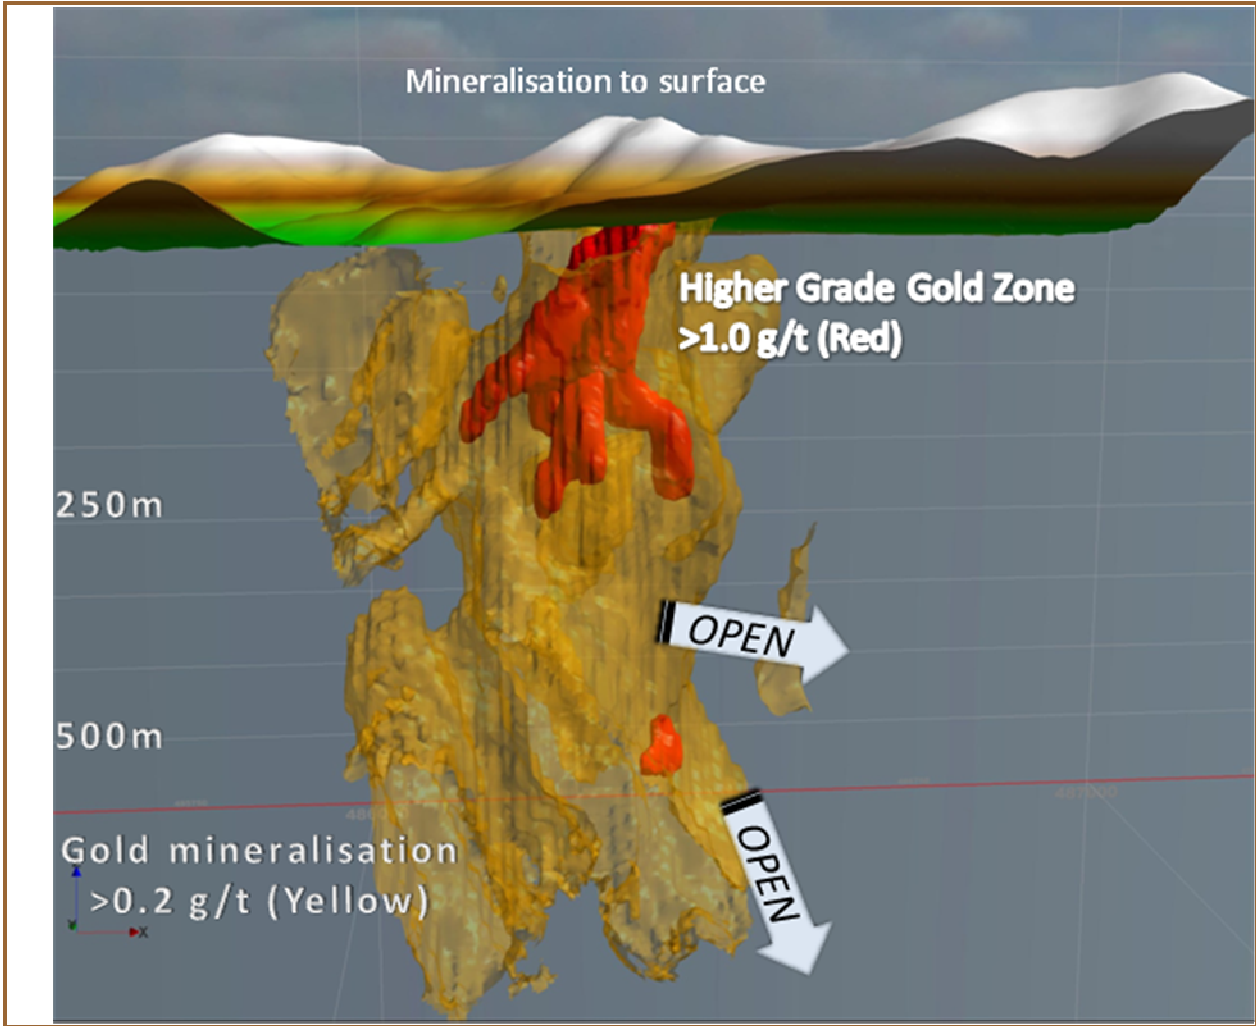 Mineralisation to surface
Higher Grade Gold Zone
>1.0 g/t (Red)
250m
OPEN
500m
487000
OPEN
Gold mineralisation
>0.2 g/t (Yellow)
X